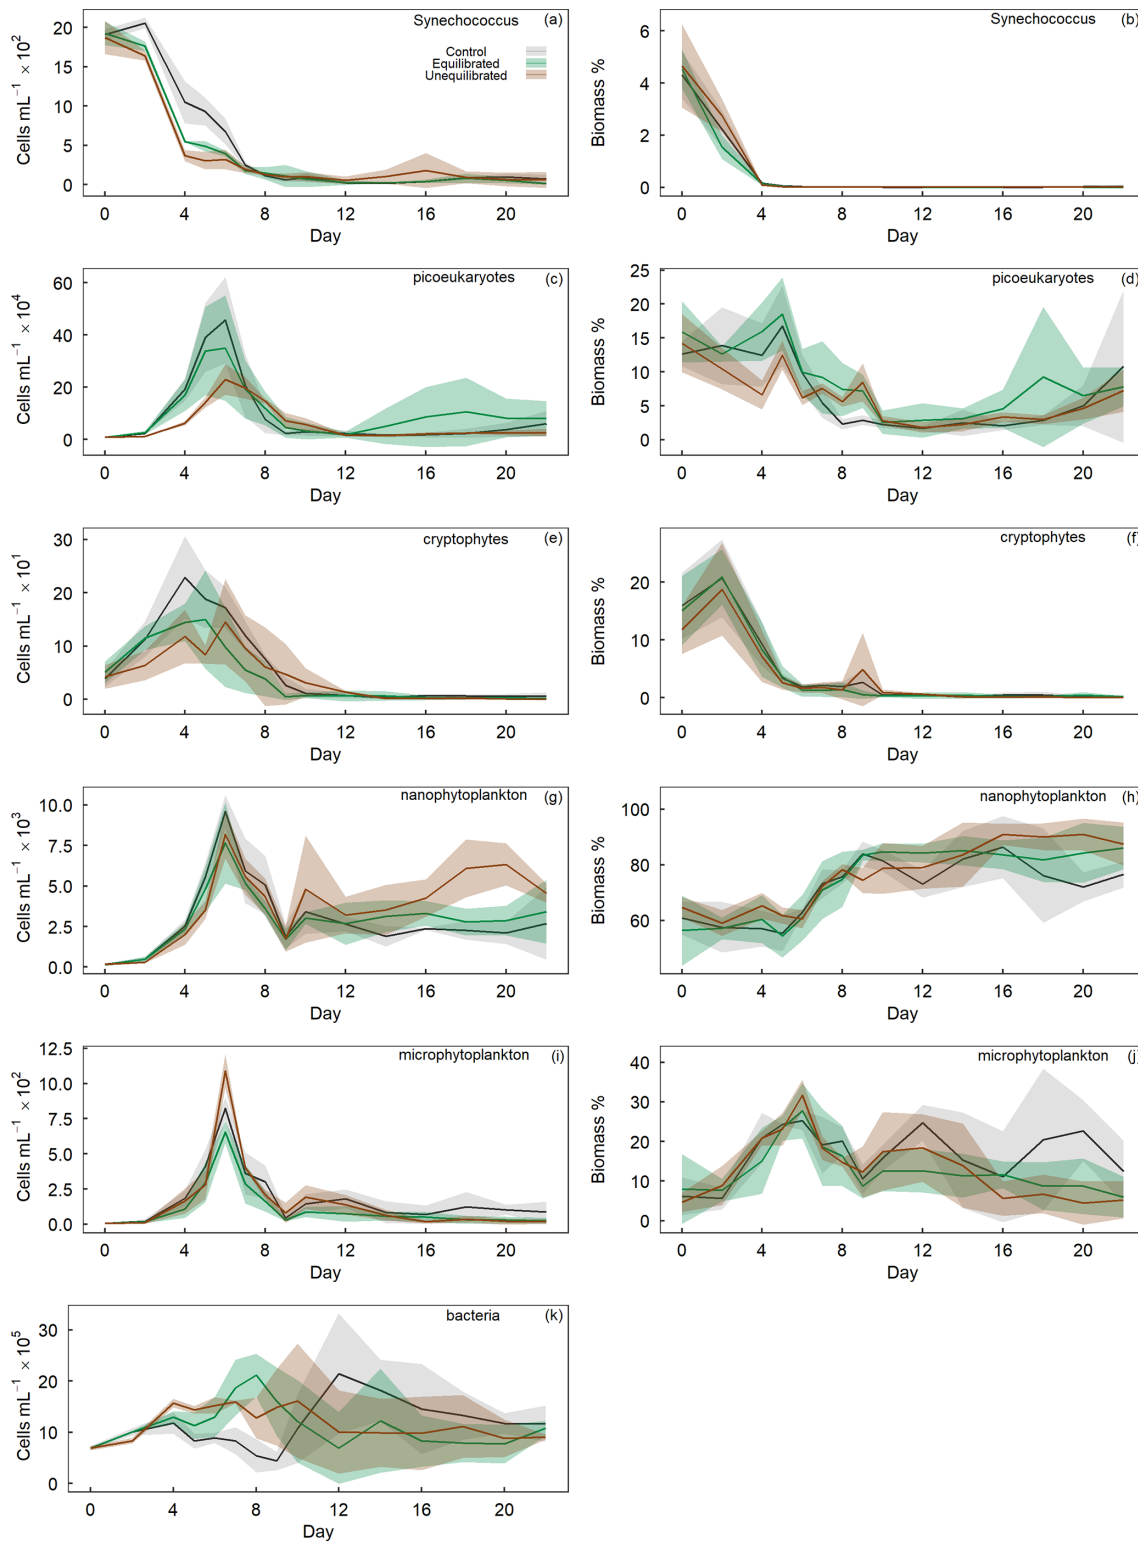 Synechococcus (a)
Control
Equilibrated
Unequilibrated
Cells mL⁻¹ × 10²
20
15
10
5
0
0 4 8 12 16 20
Day
Synechococcus (b)
Biomass %
6
4
2
0
0 4 8 12 16 20
Day
picoeukaryotes (c)
Cells mL⁻¹ × 10⁴
60
40
20
0
0 4 8 12 16 20
Day
picoeukaryotes (d)
Biomass %
25
20
15
10
5
0
0 4 8 12 16 20
Day
cryptophytes (e)
Cells mL⁻¹ × 10¹
30
20
10
0
0 4 8 12 16 20
Day
cryptophytes (f)
Biomass %
20
10
0
0 4 8 12 16 20
Day
nanophytoplankton (g)
Cells mL⁻¹ × 10³
10.0
7.5
5.0
2.5
0.0
0 4 8 12 16 20
Day
nanophytoplankton (h)
Biomass %
100
80
60
0 4 8 12 16 20
Day
microphytoplankton (i)
Cells mL⁻¹ × 10²
12.5
10.0
7.5
5.0
2.5
0.0
0 4 8 12 16 20
Day
microphytoplankton (j)
Biomass %
40
30
20
10
0
0 4 8 12 16 20
Day
bacteria (k)
Cells mL⁻¹ × 10⁵
30
20
10
0
0 4 8 12 16 20
Day